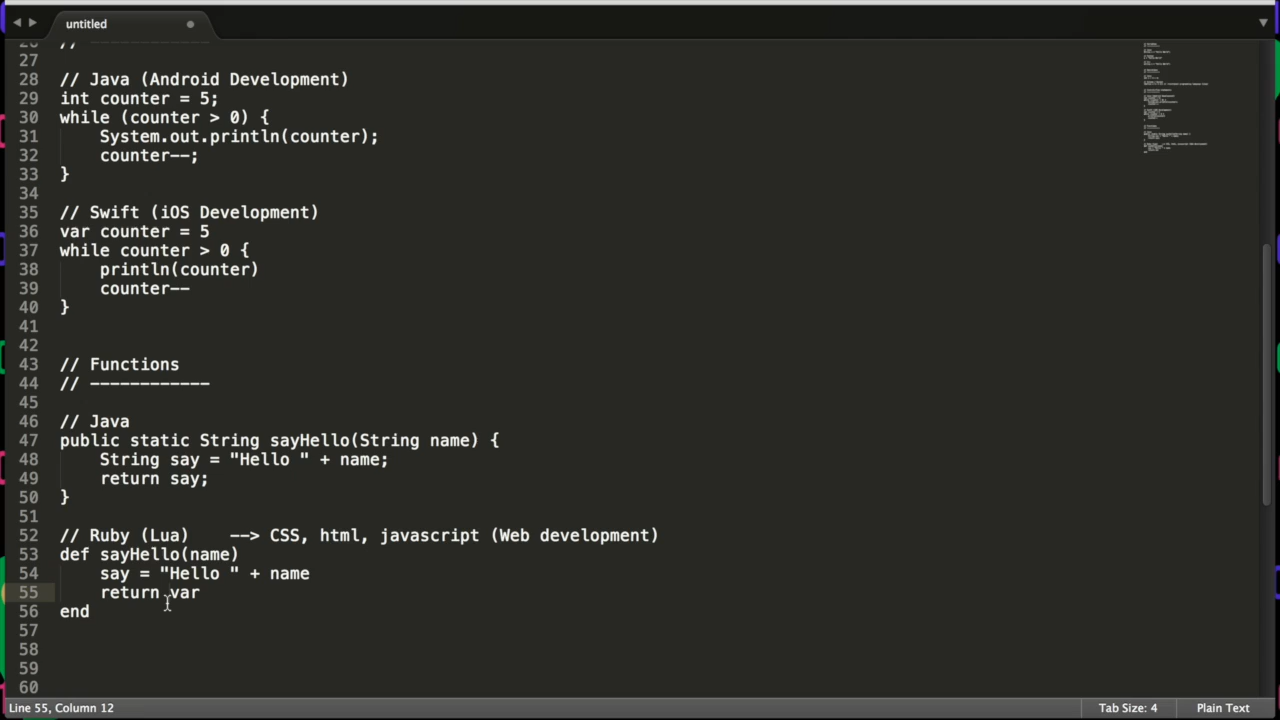 untitled
26 // ------------
27
28 // Java (Android Development)
29 int counter = 5;
30 while (counter > 0) {
31 System.out.println(counter);
32 counter--;
33 }
34
35 // Swift (iOS Development)
36 var counter = 5
37 while counter > 0 {
38 println(counter)
39 counter--
40 }
41
42
43 // Functions
44 // ------------
45
46 // Java
47 public static String sayHello(String name) {
48 String say = "Hello " + name;
49 return say;
50 }
51
52 // Ruby (Lua)    --> CSS, html, javascript (Web development)
53 def sayHello(name)
54 say = "Hello " + name
55 return var
56 end
57
58
59
60
Line 55, Column 12
Tab Size: 4
Plain Text